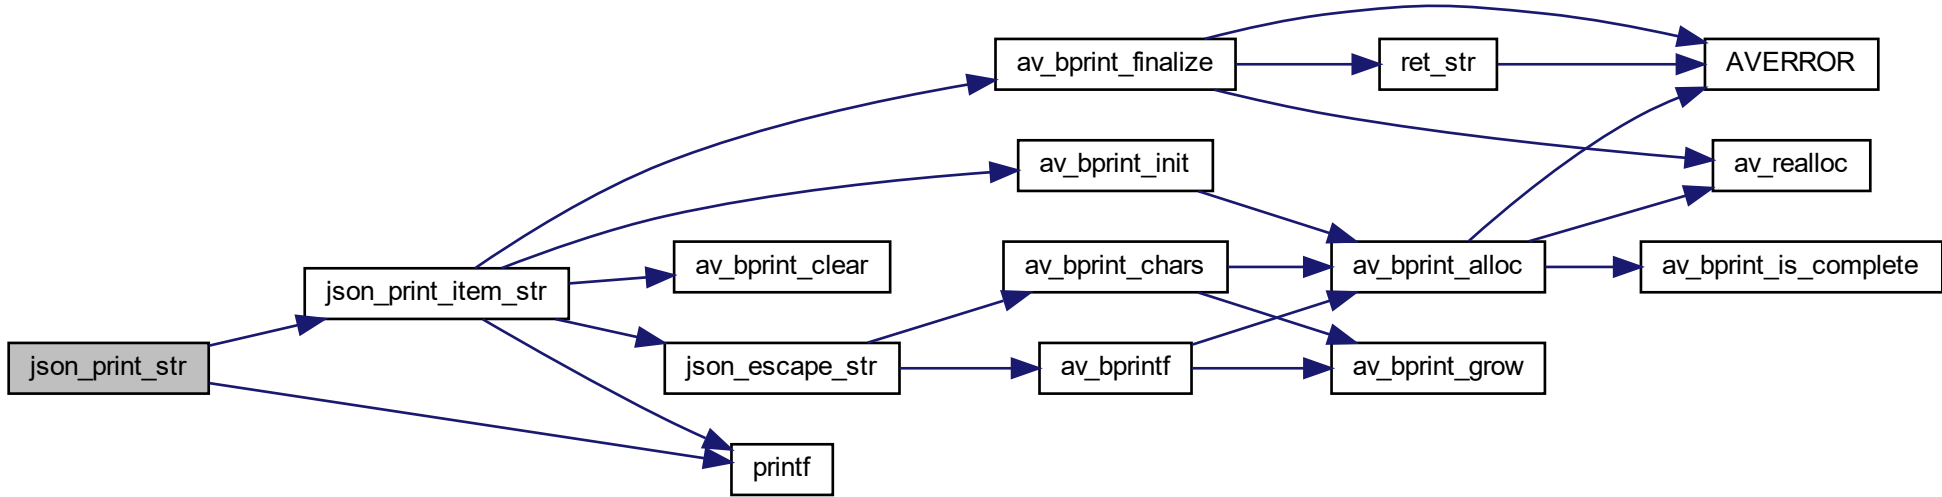 json_print_str
json_print_item_str
av_bprint_finalize
ret_str
AVERROR
av_realloc
av_bprint_init
av_bprint_alloc
av_bprint_is_complete
av_bprint_clear
json_escape_str
av_bprint_chars
av_bprint_grow
av_bprintf
printf